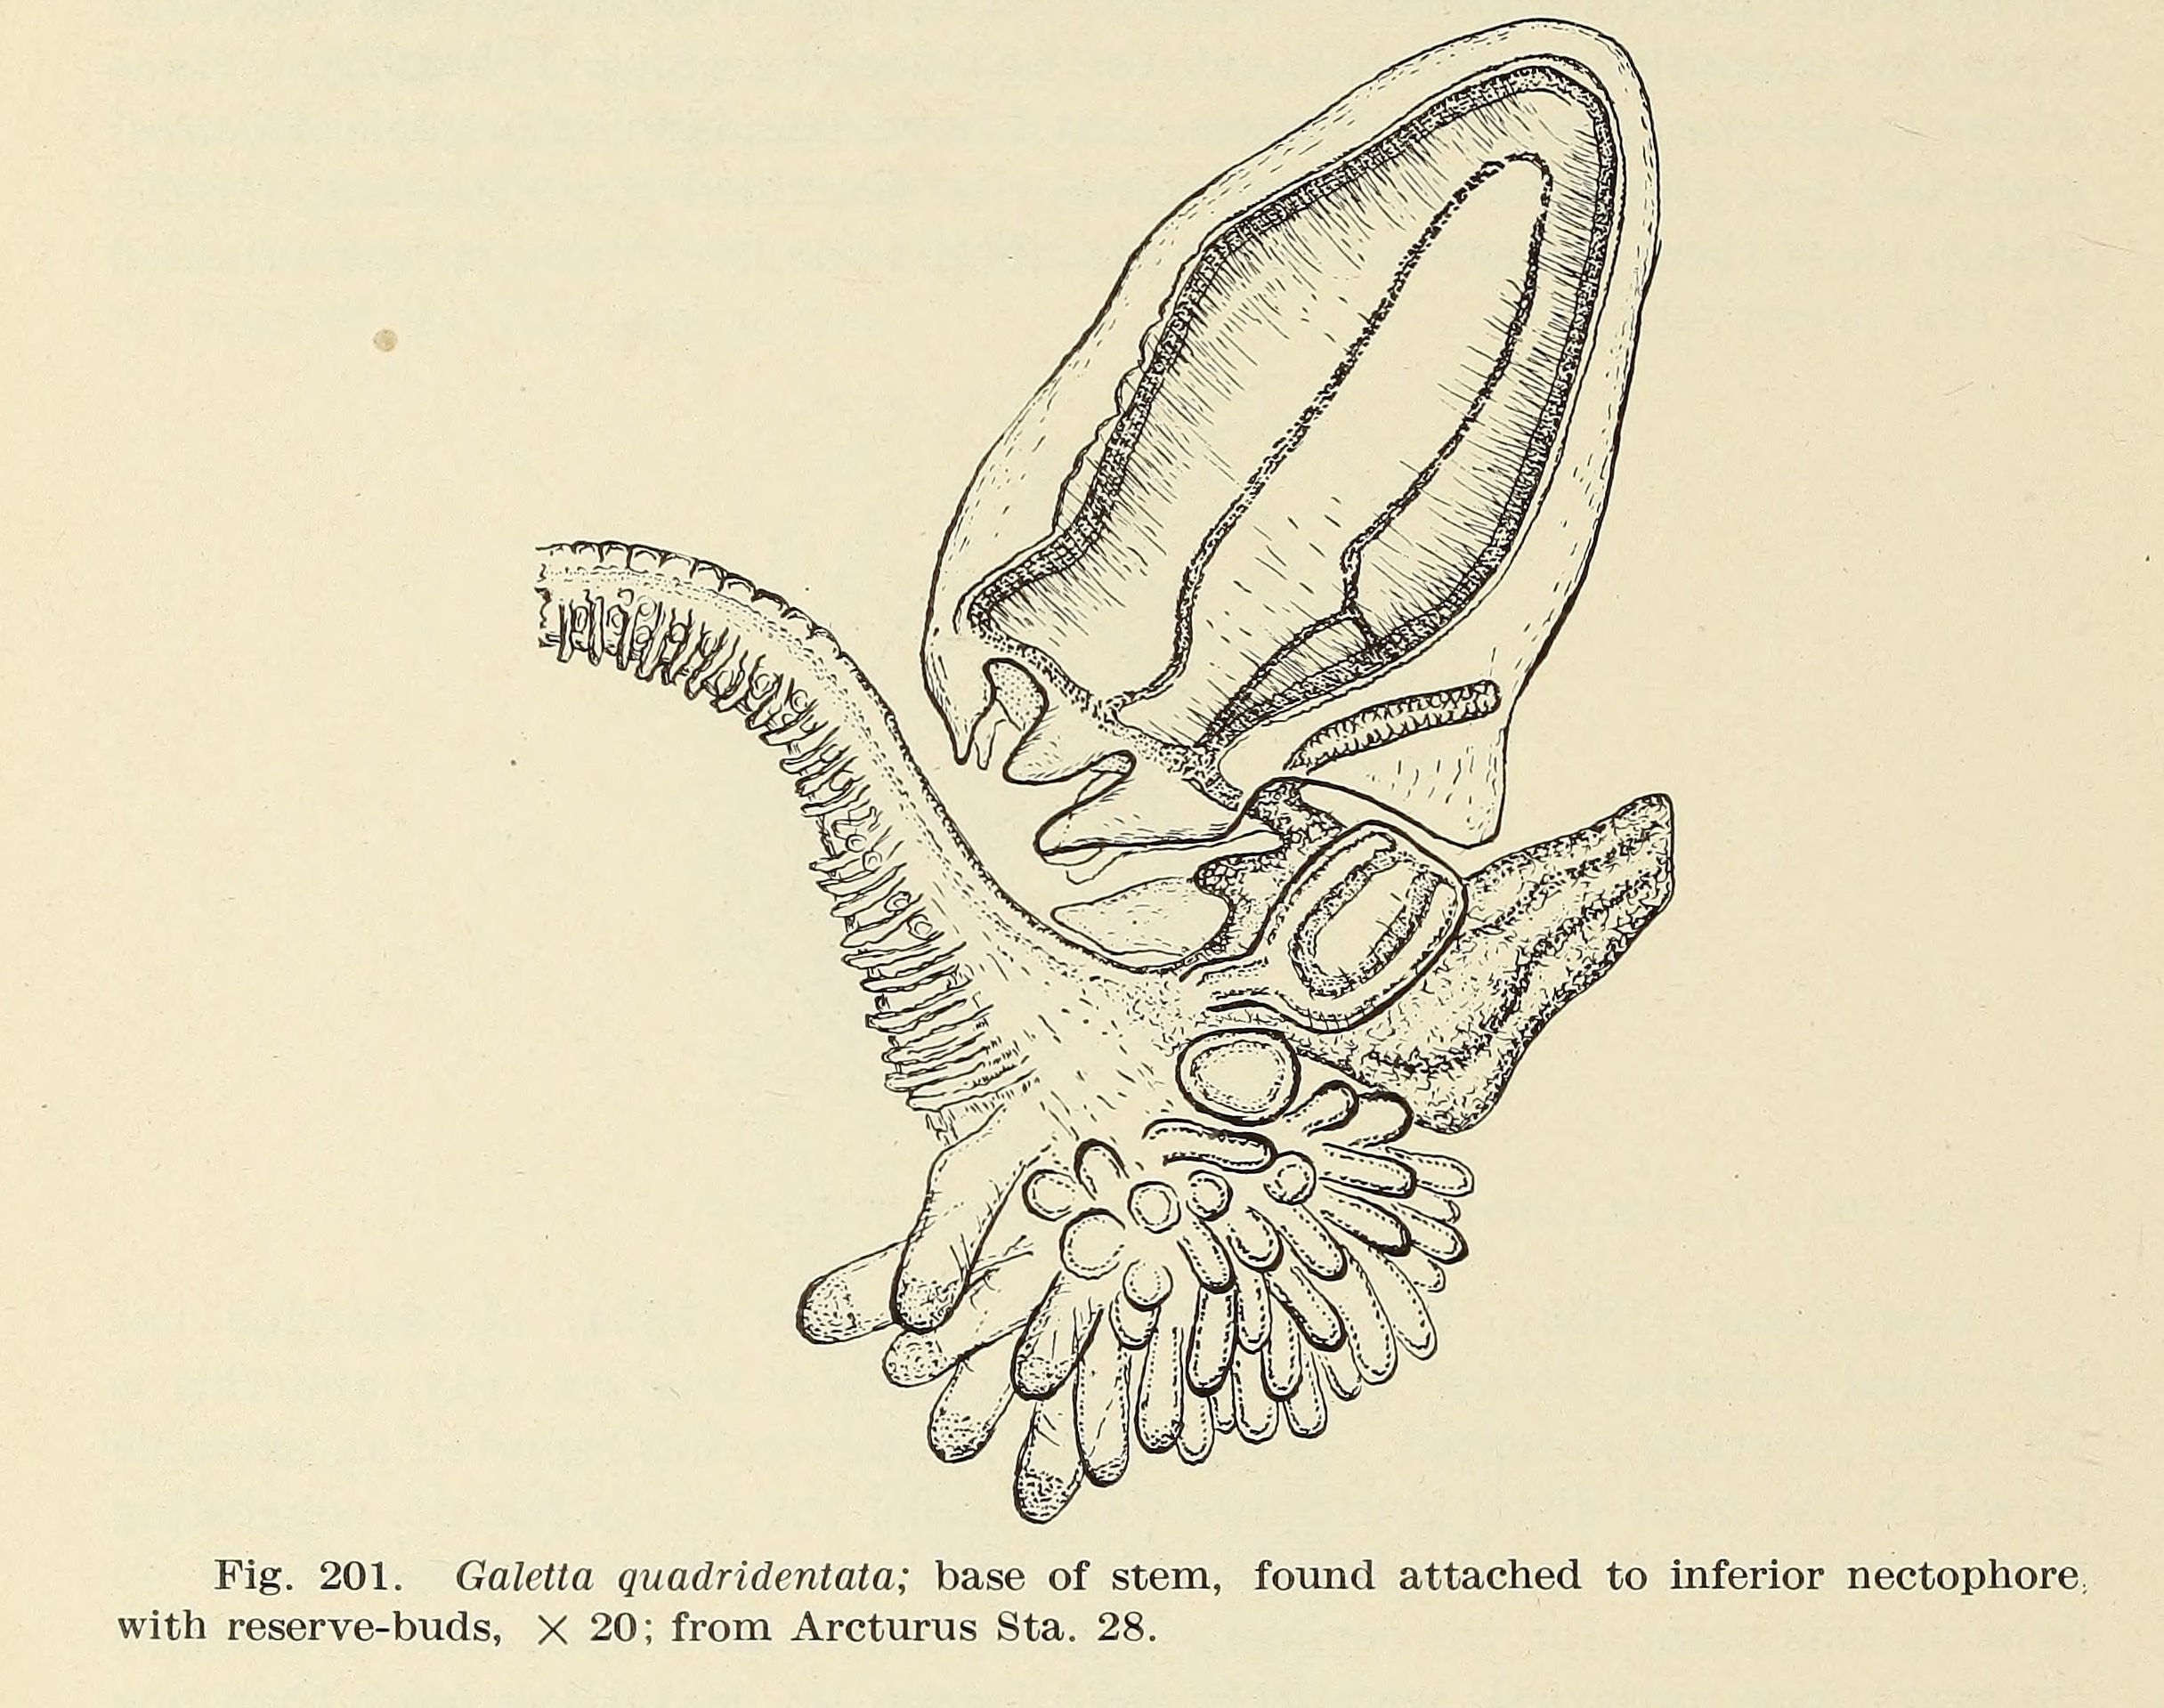 Fig. 201. Galetta quadridentata; base of stem, found attached to inferior nectophore,
with reserve-buds, × 20; from Arcturus Sta. 28.